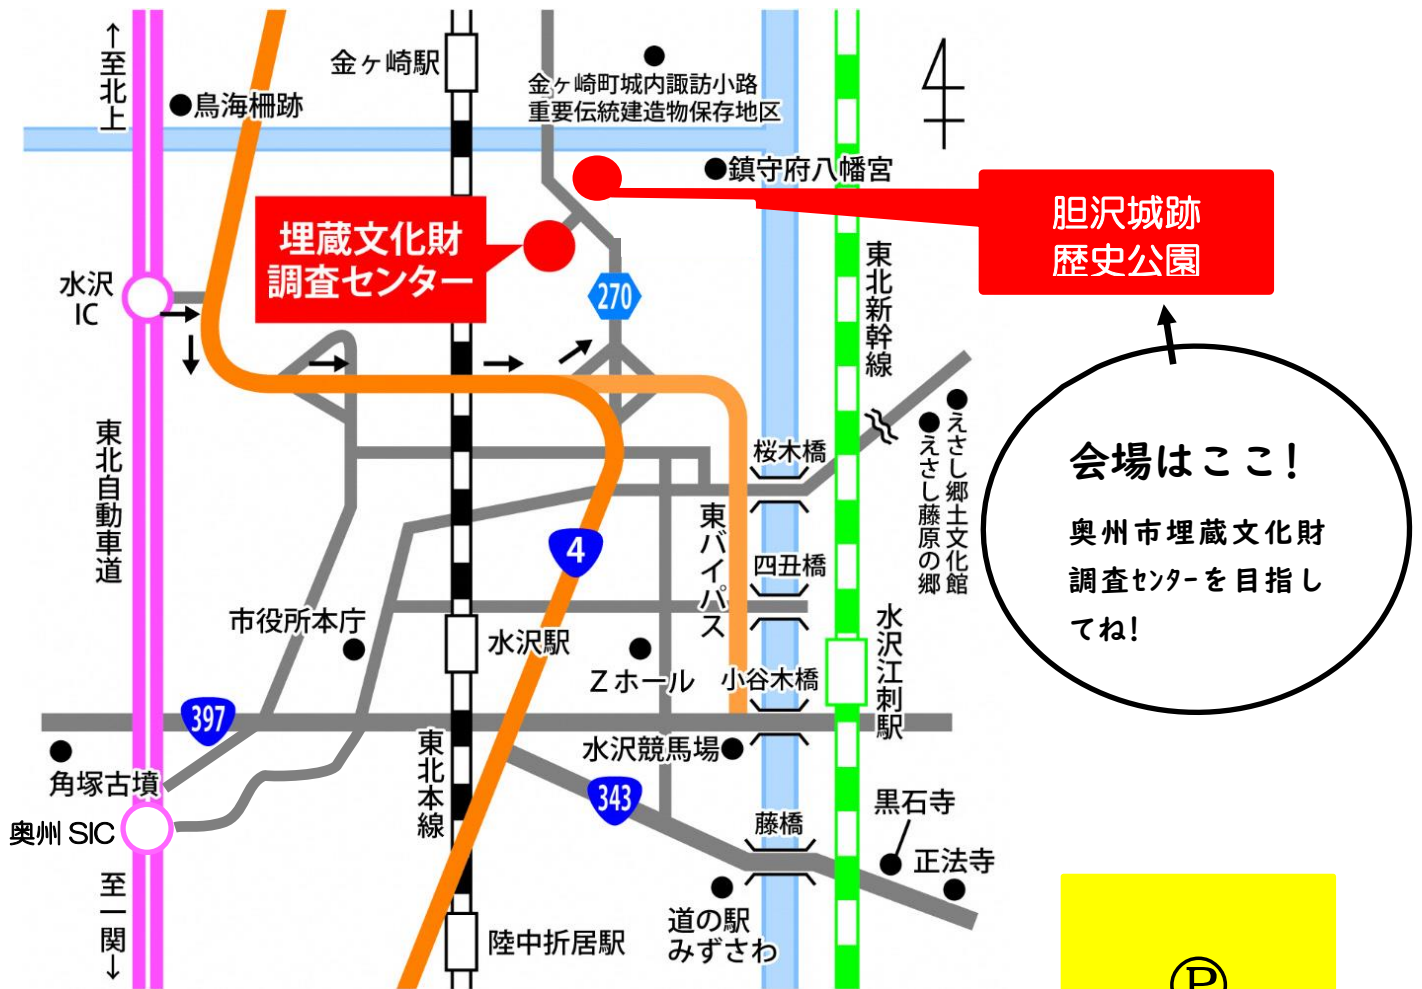 ←至北上
鳥海柵跡
金ヶ崎駅
金ヶ崎町城内諏訪小路
重要伝統建造物保存地区
鎮守府八幡宮
胆沢城跡
歴史公園
埋蔵文化財
調査センター
水沢
IC
270
東北新幹線
東北自動車道
会場はここ!
奥州市埋蔵文化財
調査センターを目指し
てね!
桜木橋
えさし郷土文化館
えさし藤原の郷
東バイパス
4
四丑橋
市役所本庁
水沢駅
Zホール
小谷木橋
水沢江刺駅
397
角塚古墳
東北本線
水沢競馬場
343
藤橋
黒石寺
正法寺
奥州 SIC
至一関→
道の駅
みずさわ
陸中折居駅
Ⓟ